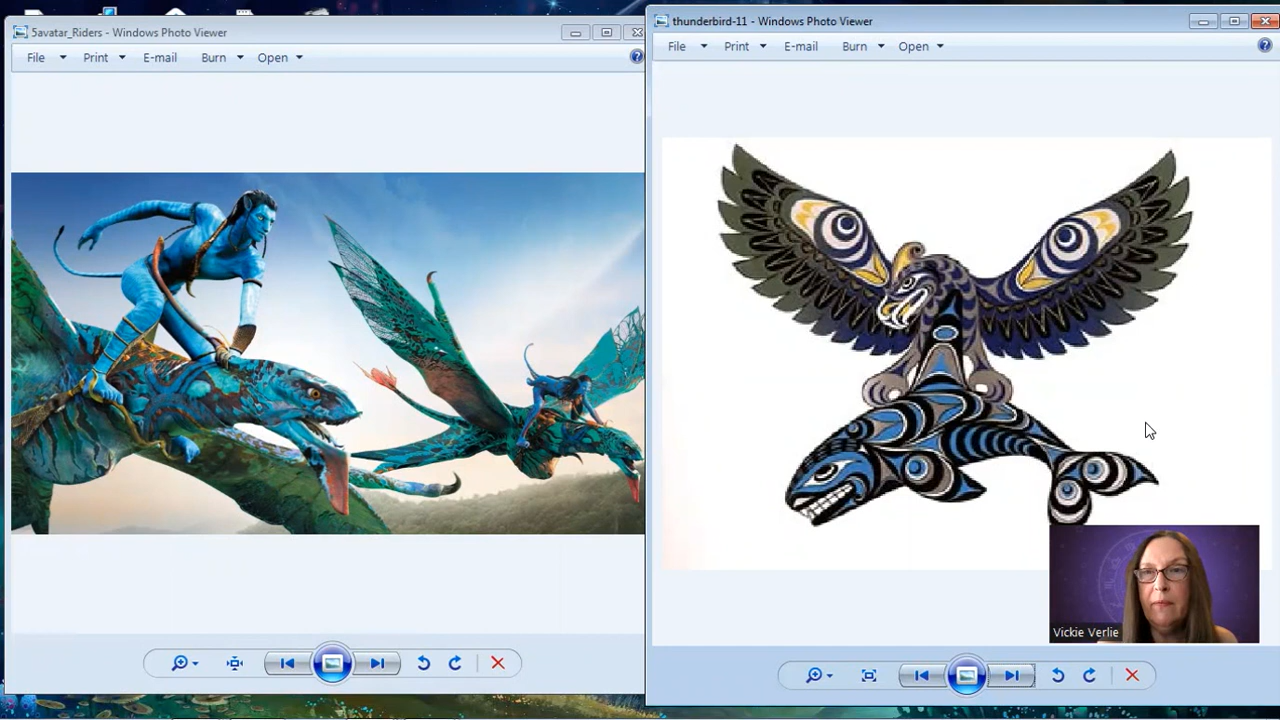 5avatar_Riders - Windows Photo Viewer
File Print E-mail Burn Open
thunderbird-11 - Windows Photo Viewer
File Print E-mail Burn Open
Vickie Verlie